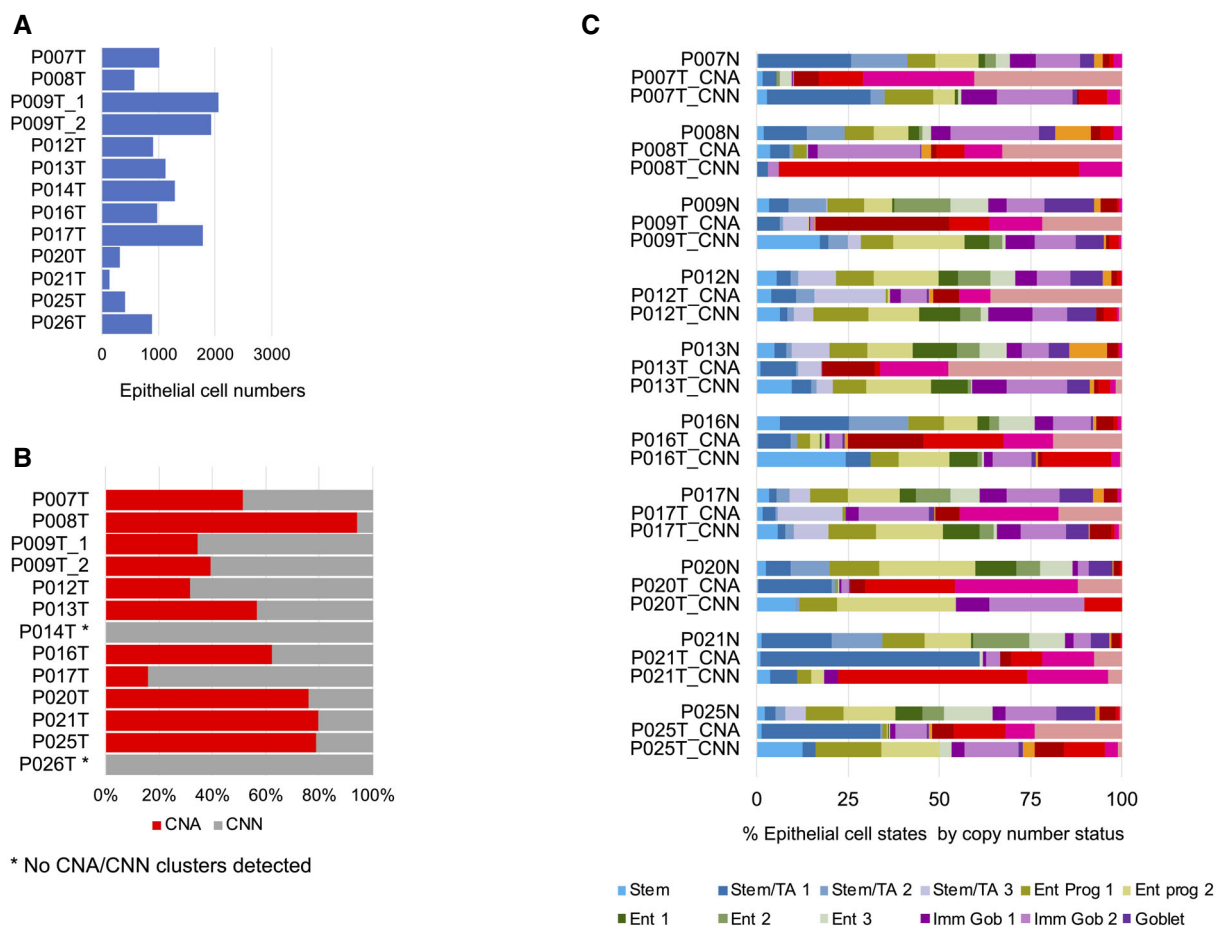 A
P007T
P008T
P009T_1
P009T_2
P012T
P013T
P014T
P016T
P017T
P020T
P021T
P025T
P026T
0 1000 2000 3000
Epithelial cell numbers
B
P007T
P008T
P009T_1
P009T_2
P012T
P013T
P014T *
P016T
P017T
P020T
P021T
P025T
P026T *
0% 20% 40% 60% 80% 100%
CNA CNN
* No CNA/CNN clusters detected
C
P007N
P007T_CNA
P007T_CNN
P008N
P008T_CNA
P008T_CNN
P009N
P009T_CNA
P009T_CNN
P012N
P012T_CNA
P012T_CNN
P013N
P013T_CNA
P013T_CNN
P016N
P016T_CNA
P016T_CNN
P017N
P017T_CNA
P017T_CNN
P020N
P020T_CNA
P020T_CNN
P021N
P021T_CNA
P021T_CNN
P025N
P025T_CNA
P025T_CNN
0 25 50 75 100
% Epithelial cell states by copy number status
Stem Stem/TA 1 Stem/TA 2 Stem/TA 3 Ent Prog 1 Ent prog 2
Ent 1 Ent 2 Ent 3 Imm Gob 1 Imm Gob 2 Goblet